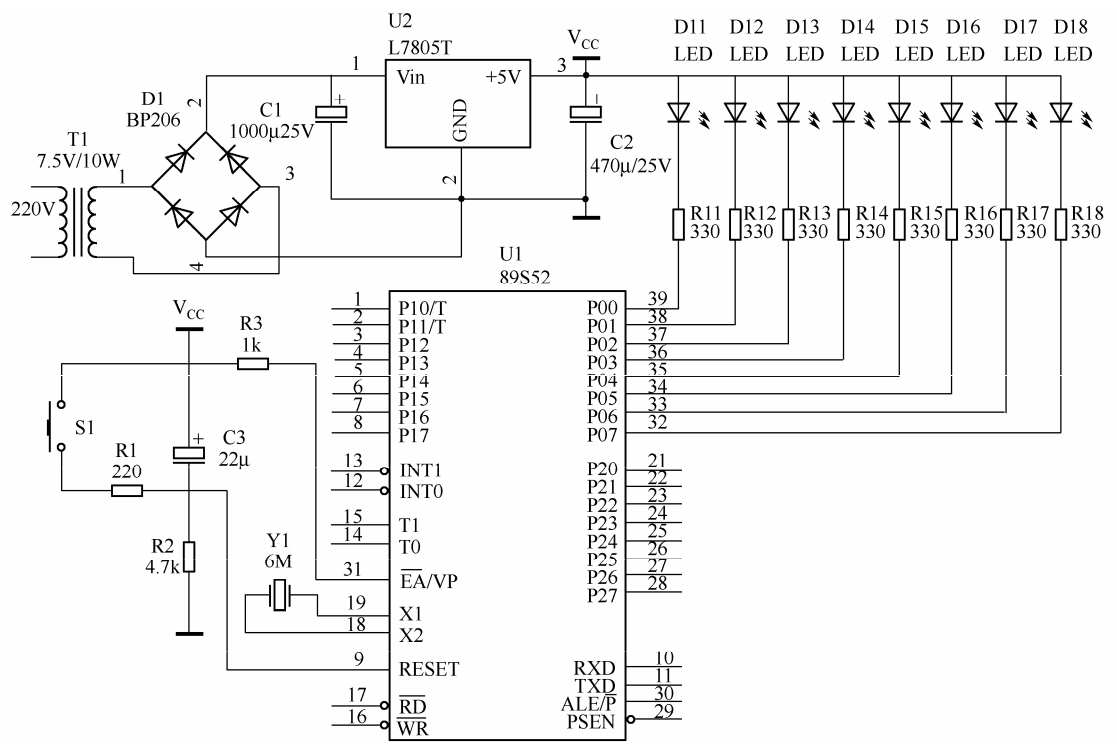 U2
L7805T
V_CC
D11 D12 D13 D14 D15 D16 D17 D18
LED LED LED LED LED LED LED LED
1
Vin
+5V
3
GND
2
2
D1
BP206
C1
1000μ25V
+
−
C2
470μ/25V
T1
7.5V/10W
1
3
220V
4
R11
330
R12
330
R13
330
R14
330
R15
330
R16
330
R17
330
R18
330
U1
89S52
V_CC
R3
1k
S1
R1
220
+
C3
22μ
R2
4.7k
Y1
6M
1 P10/T
2 P11/T
3 P12
4 P13
5 P14
6 P15
7 P16
8 P17
13 INT1
12 INT0
15 T1
14 T0
31 E̅A̅/VP
19 X1
18 X2
9 RESET
17 R̅D̅
16 W̅R̅
P00 39
P01 38
P02 37
P03 36
P04 35
P05 34
P06 33
P07 32
P20 21
P21 22
P22 23
P23 24
P24 25
P25 26
P26 27
P27 28
RXD 10
TXD 11
ALE/P̅ 30
PSEN 29